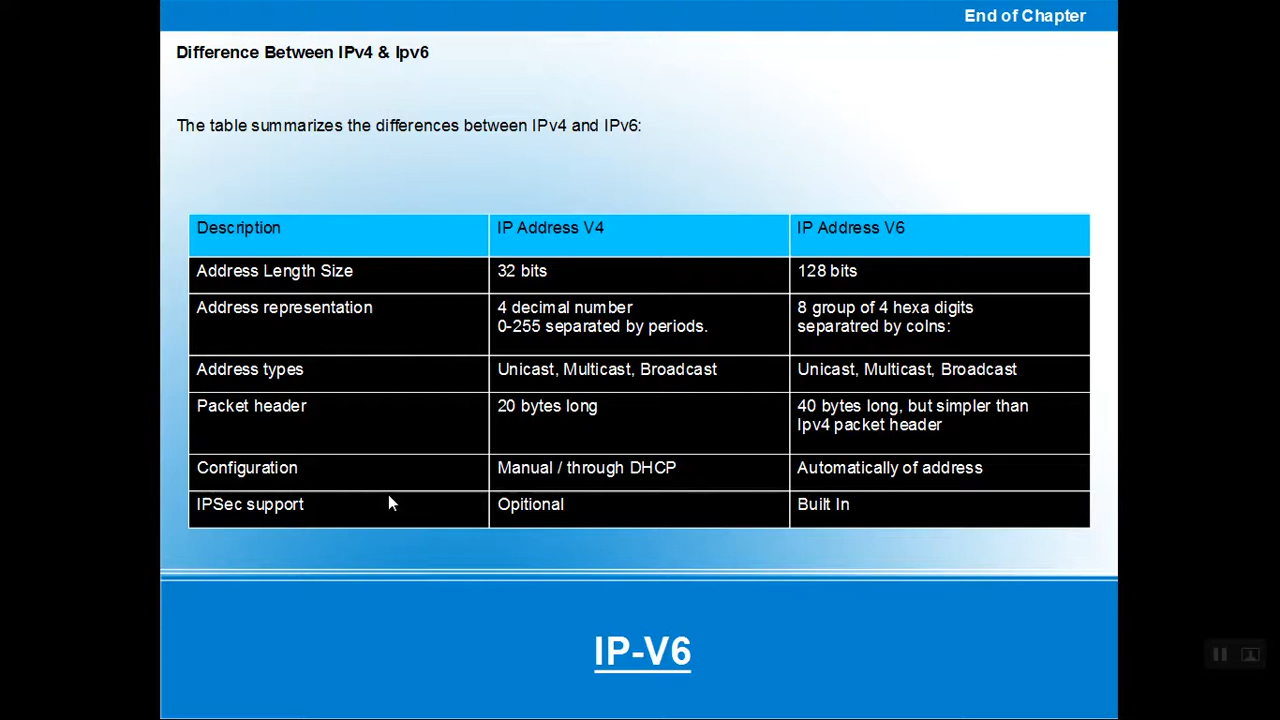 End of Chapter
Difference Between IPv4 & Ipv6
The table summarizes the differences between IPv4 and IPv6:
Description IP Address V4 IP Address V6
Address Length Size 32 bits 128 bits
Address representation 4 decimal number 8 group of 4 hexa digits
0-255 separated by periods. separatred by colns:
Address types Unicast, Multicast, Broadcast Unicast, Multicast, Broadcast
Packet header 20 bytes long 40 bytes long, but simpler than
Ipv4 packet header
Configuration Manual / through DHCP Automatically of address
IPSec support Opitional Built In
IP-V6